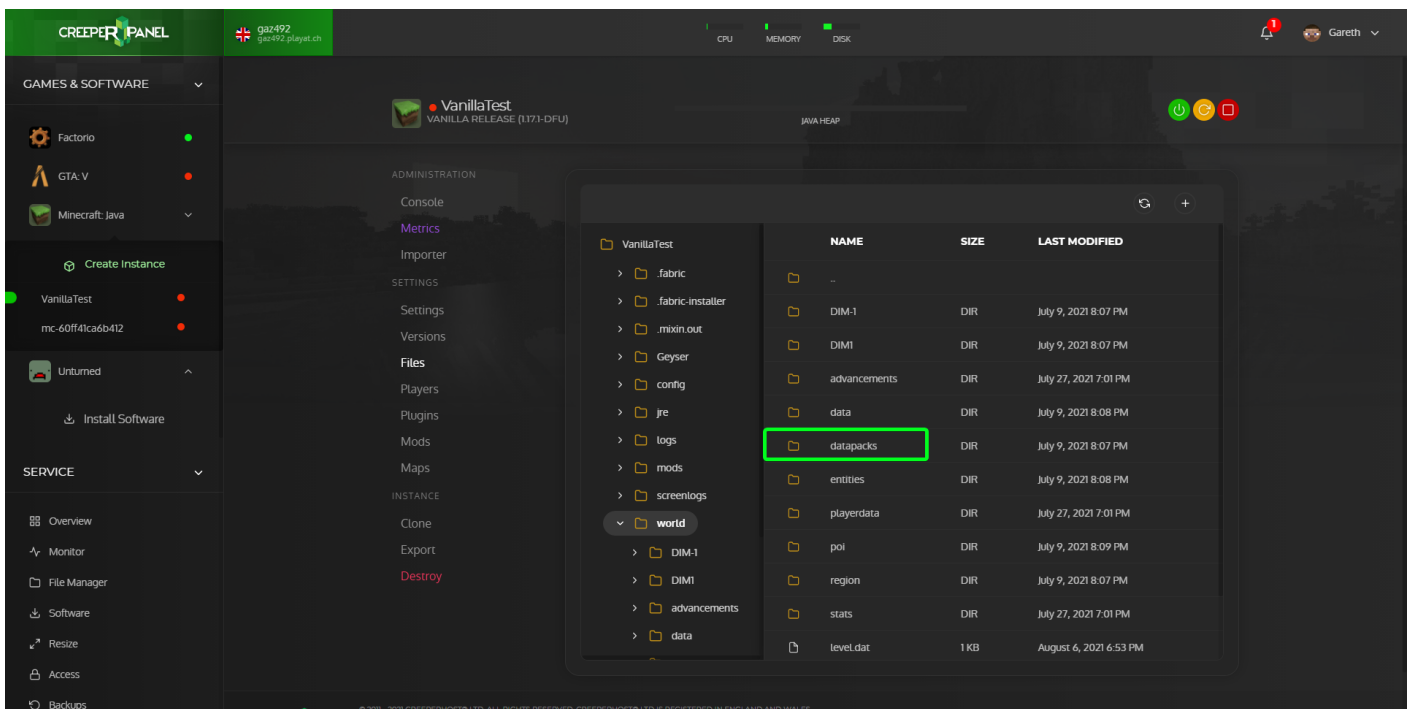 CREEPERPANEL
gaz492
gaz492.playat.ch
CPU
MEMORY
DISK
1
Gareth
GAMES & SOFTWARE
Factorio
GTA: V
Minecraft: Java
Create Instance
VanillaTest
mc-60ff41ca6b412
Unturned
Install Software
SERVICE
Overview
Monitor
File Manager
Software
Resize
Access
Backups
VanillaTest
VANILLA RELEASE (1.17.1-DFU)
JAVA HEAP
ADMINISTRATION
Console
Metrics
Importer
SETTINGS
Settings
Versions
Files
Players
Plugins
Mods
Maps
INSTANCE
Clone
Export
Destroy
VanillaTest
.fabric
.fabric-installer
.mixin.out
Geyser
config
jre
logs
mods
screenlogs
world
DIM-1
DIM1
advancements
data
NAME SIZE LAST MODIFIED
..
DIM-1 DIR July 9, 2021 8:07 PM
DIM1 DIR July 9, 2021 8:07 PM
advancements DIR July 27, 2021 7:01 PM
data DIR July 9, 2021 8:08 PM
datapacks DIR July 9, 2021 8:07 PM
entities DIR July 9, 2021 8:08 PM
playerdata DIR July 27, 2021 7:01 PM
poi DIR July 9, 2021 8:09 PM
region DIR July 9, 2021 8:07 PM
stats DIR July 27, 2021 7:01 PM
level.dat 1 KB August 6, 2021 6:53 PM